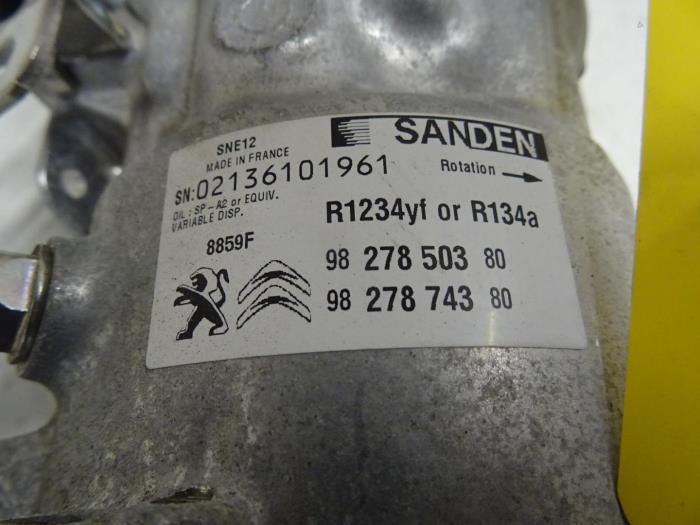 SNE12
MADE IN FRANCE
SANDEN
SN:02136101961
Rotation
OIL : SP-A2 or EQUIV.
VARIABLE DISP.
R1234yf or R134a
8859F
98 278 503 80
98 278 743 80